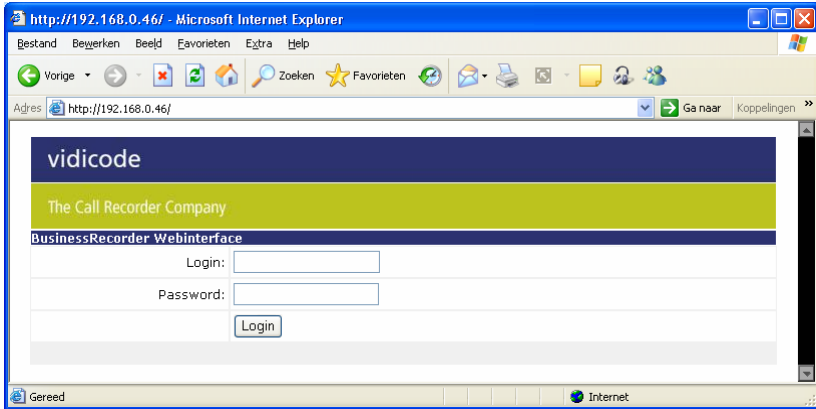 http://192.168.0.46/ - Microsoft Internet Explorer
Bestand Bewerken Beeld Favorieten Extra Help
Vorige Zoeken Favorieten
Adres http://192.168.0.46/ Ga naar Koppelingen »
vidicode
The Call Recorder Company
BusinessRecorder Webinterface
Login:
Password:
Login
Gereed Internet